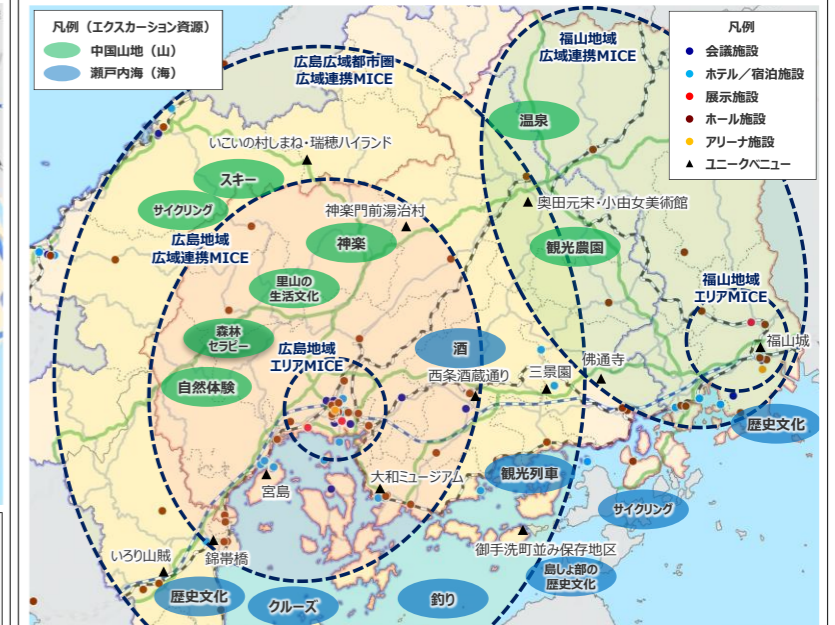 凡例（エクスカーション資源）
中国山地（山）
瀬戸内海（海）
凡例
会議施設
ホテル／宿泊施設
展示施設
ホール施設
アリーナ施設
ユニークベニュー
広島広域都市圏
広域連携MICE
福山地域
広域連携MICE
温泉
いこいの村しまね・瑞穂ハイランド
スキー
サイクリング
神楽門前湯治村
奥田元宋・小由女美術館
広島地域
広域連携MICE
神楽
観光農園
里山の
生活文化
福山地域
エリアMICE
森林
セラピー
広島地域
エリアMICE
酒
福山城
自然体験
西条酒蔵通り
三景園
佛通寺
歴史文化
宮島
大和ミュージアム
観光列車
サイクリング
いろり山賊
錦帯橋
御手洗町並み保存地区
島しょ部の
歴史文化
歴史文化
クルーズ
釣り